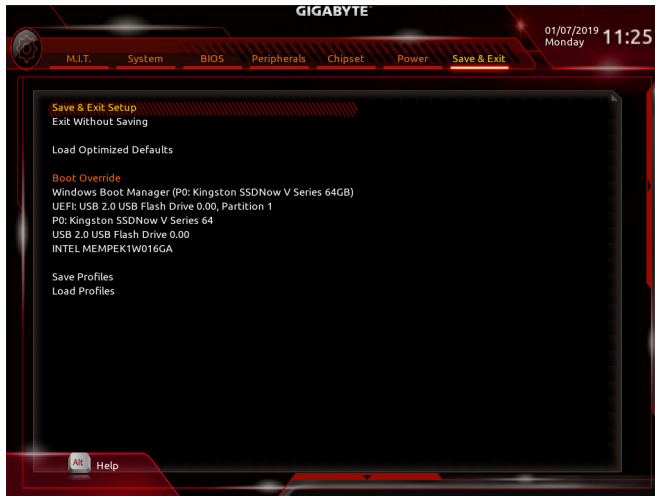 GIGABYTE
01/07/2019
Monday
11:25
M.I.T. System BIOS Peripherals Chipset Power Save & Exit
Save & Exit Setup
Exit Without Saving
Load Optimized Defaults
Boot Override
Windows Boot Manager (P0: Kingston SSDNow V Series 64GB)
UEFI: USB 2.0 USB Flash Drive 0.00, Partition 1
P0: Kingston SSDNow V Series 64
USB 2.0 USB Flash Drive 0.00
INTEL MEMPEK1W016GA
Save Profiles
Load Profiles
Alt Help